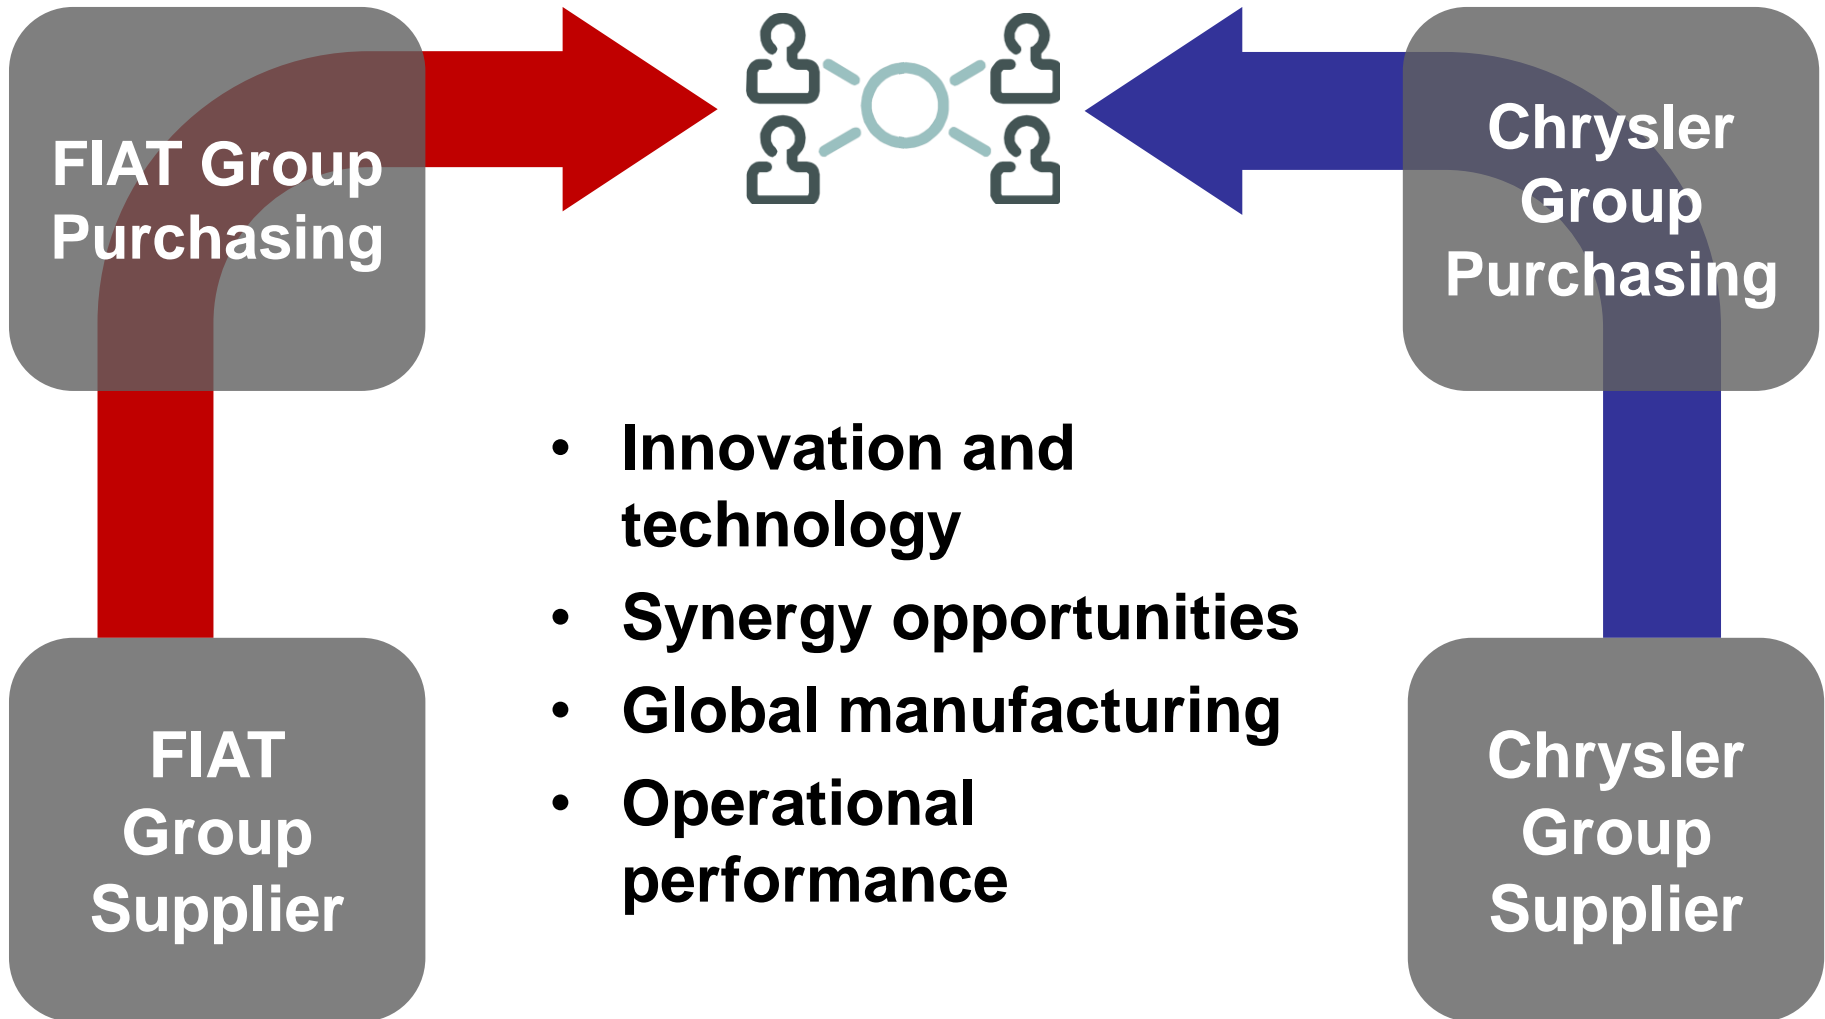 FIAT Group
Purchasing
Chrysler
Group
Purchasing
• Innovation and
technology
• Synergy opportunities
• Global manufacturing
• Operational
performance
FIAT
Group
Supplier
Chrysler
Group
Supplier